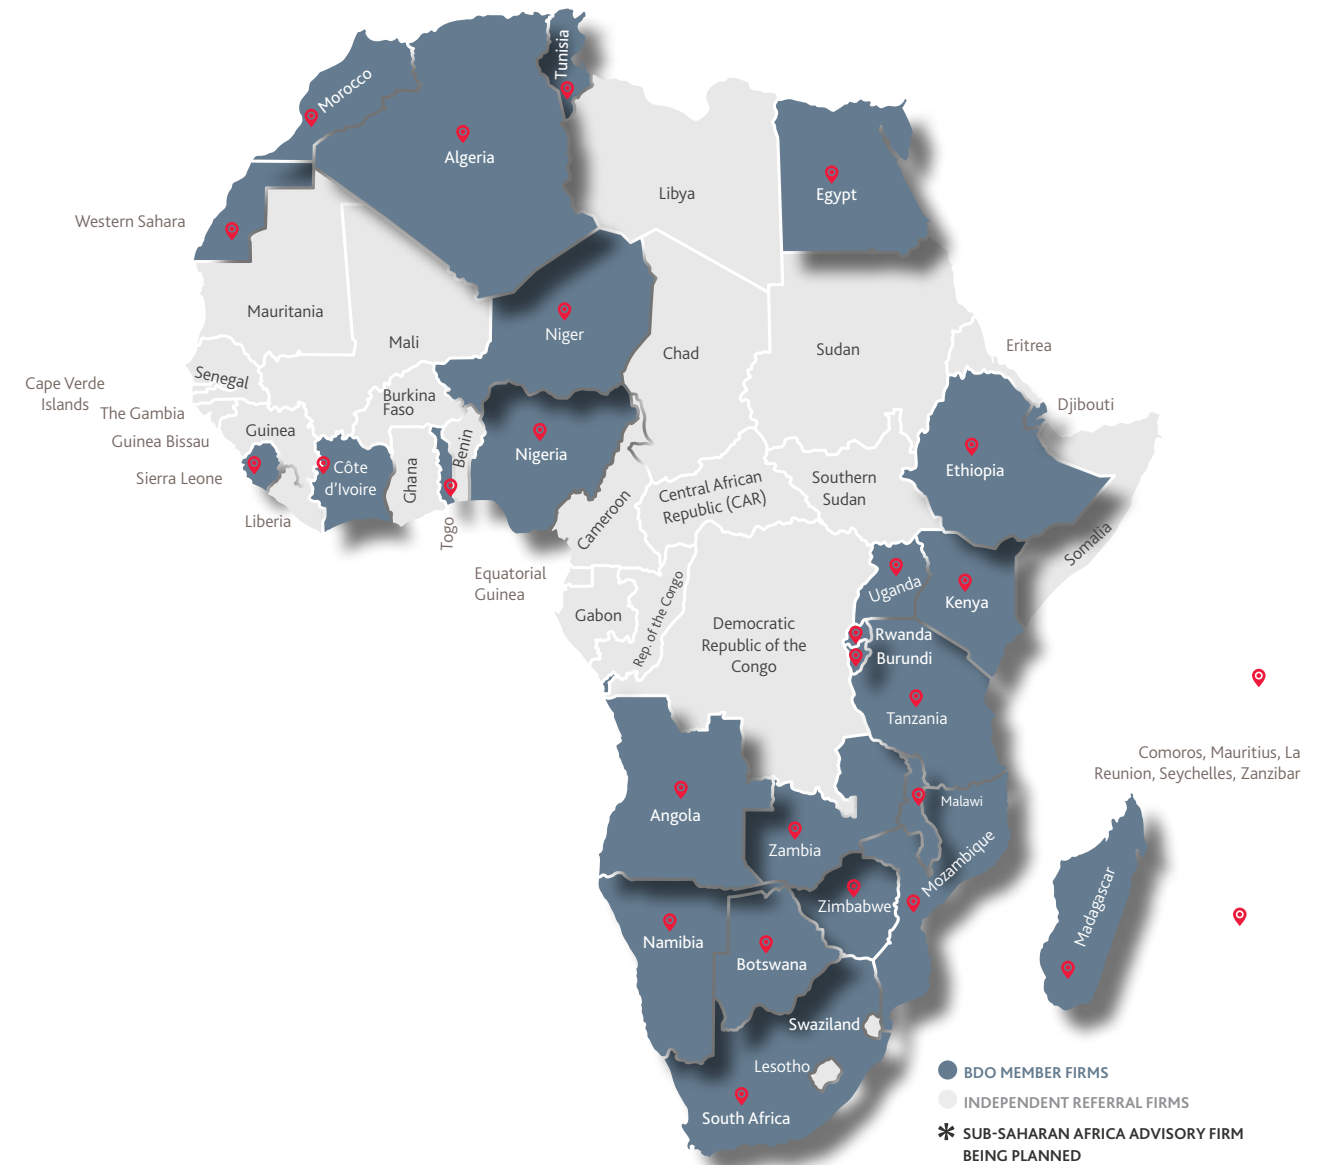 Tunisia
Morocco
Algeria
Libya
Egypt
Western Sahara
Mauritania
Mali
Niger
Chad
Sudan
Eritrea
Senegal
Cape Verde
Islands
The Gambia
Burkina
Faso
Djibouti
Guinea Bissau
Guinea
Nigeria
Benin
Ethiopia
Sierra Leone
Côte
d'Ivoire
Ghana
Togo
Central African
Republic (CAR)
Southern
Sudan
Liberia
Cameroon
Somalia
Equatorial
Guinea
Uganda
Kenya
Gabon
Rep. of the Congo
Democratic
Republic of the
Congo
Rwanda
Burundi
Tanzania
Comoros, Mauritius, La
Reunion, Seychelles, Zanzibar
Angola
Malawi
Zambia
Mozambique
Zimbabwe
Madagascar
Namibia
Botswana
Swaziland
Lesotho
South Africa
BDO MEMBER FIRMS
INDEPENDENT REFERRAL FIRMS
* SUB-SAHARAN AFRICA ADVISORY FIRM
BEING PLANNED